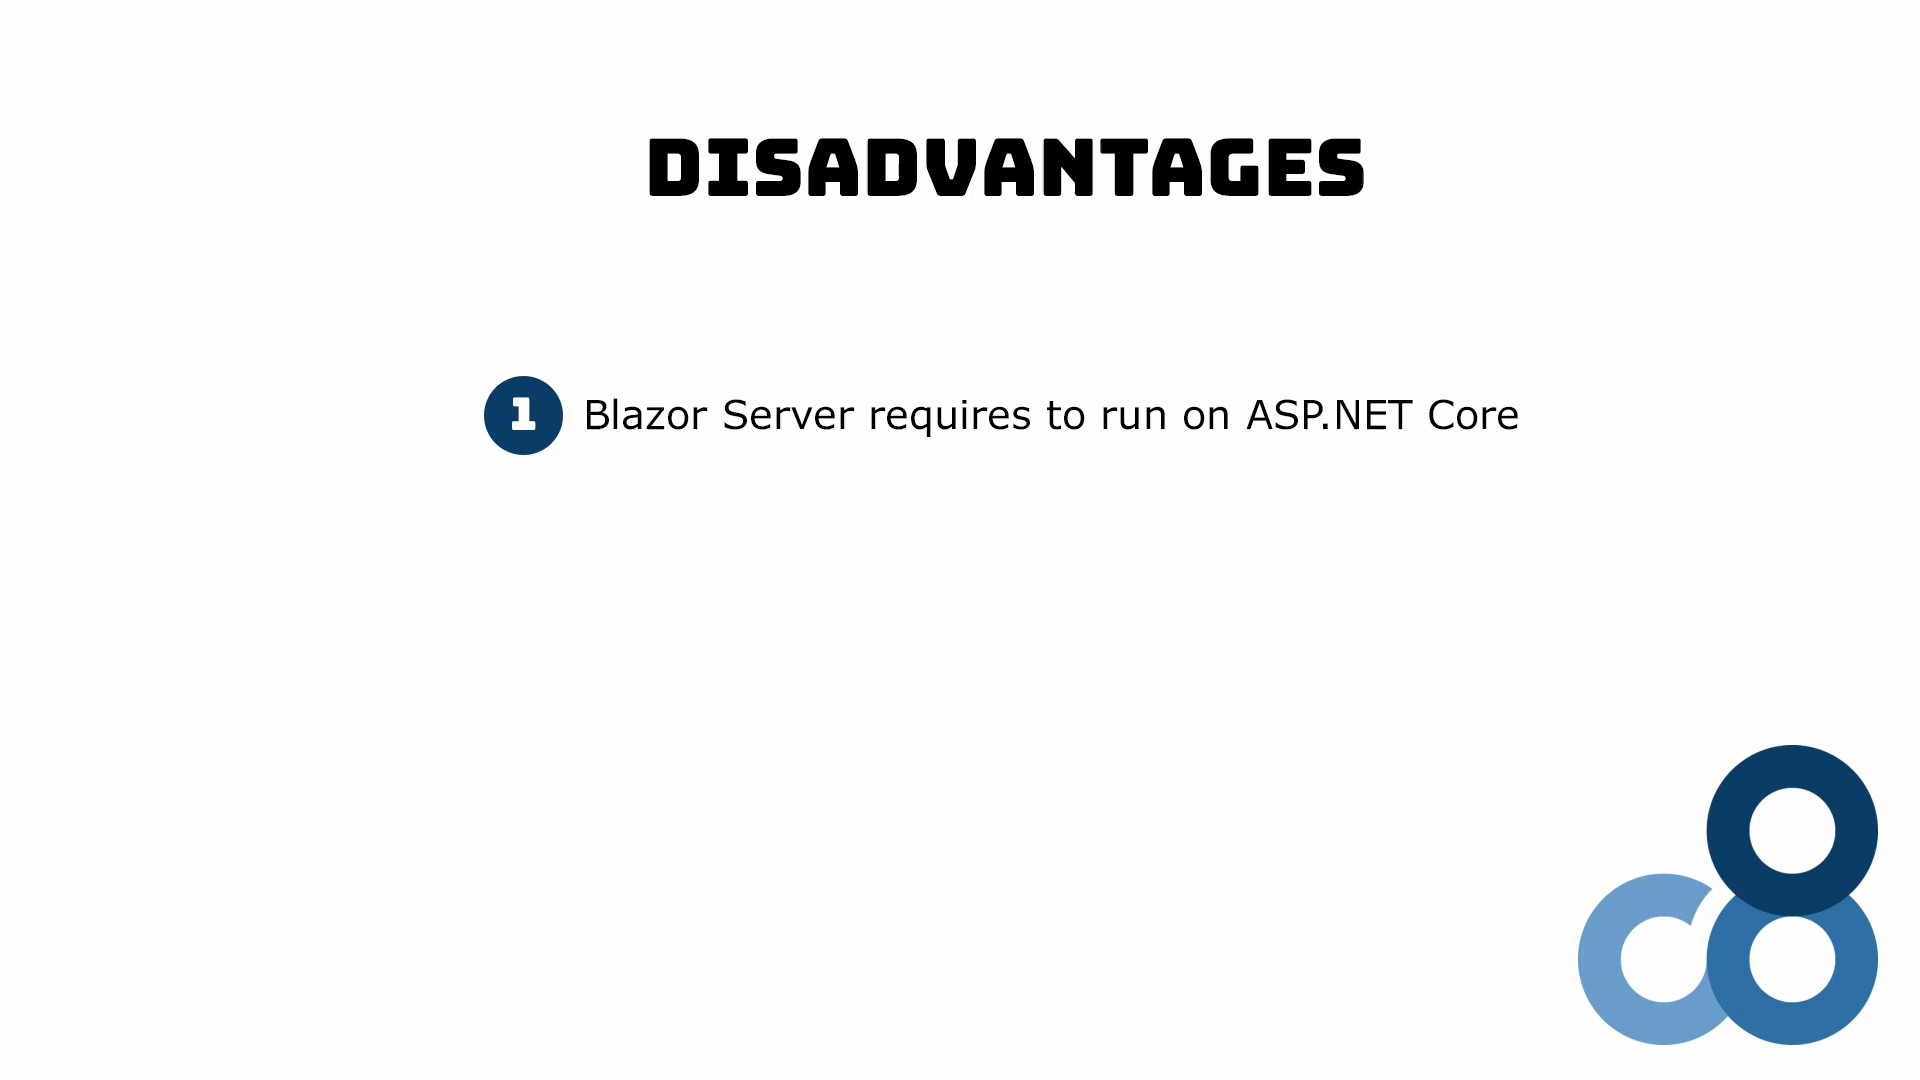 DISADVANTAGES
1 Blazor Server requires to run on ASP.NET Core